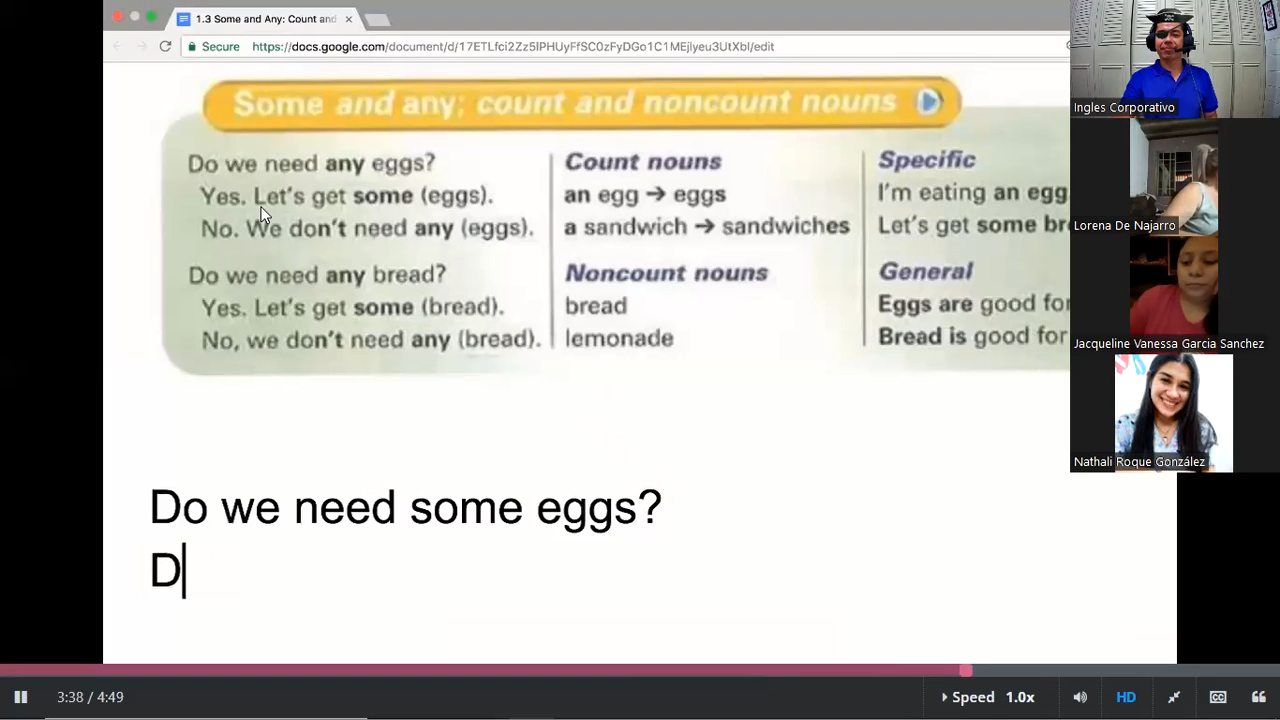 1.3 Some and Any: Count and
Secure
https://docs.google.com/document/d/17ETLfci2Zz5IPHUyFfSC0zFyDGo1C1MEjlyeu3UtXbI/edit
Some and any; count and noncount nouns
Do we need any eggs?
Yes. Let's get some (eggs).
No. We don't need any (eggs).
Do we need any bread?
Yes. Let's get some (bread).
No, we don't need any (bread).
Count nouns
an egg → eggs
a sandwich → sandwiches
Noncount nouns
bread
lemonade
Specific
I'm eating an egg
Let's get some br
General
Eggs are good for
Bread is good for
Do we need some eggs?
D
Ingles Corporativo
Lorena De Najarro
Jacqueline Vanessa Garcia Sanchez
Nathali Roque González
3:38 / 4:49
Speed 1.0x
HD